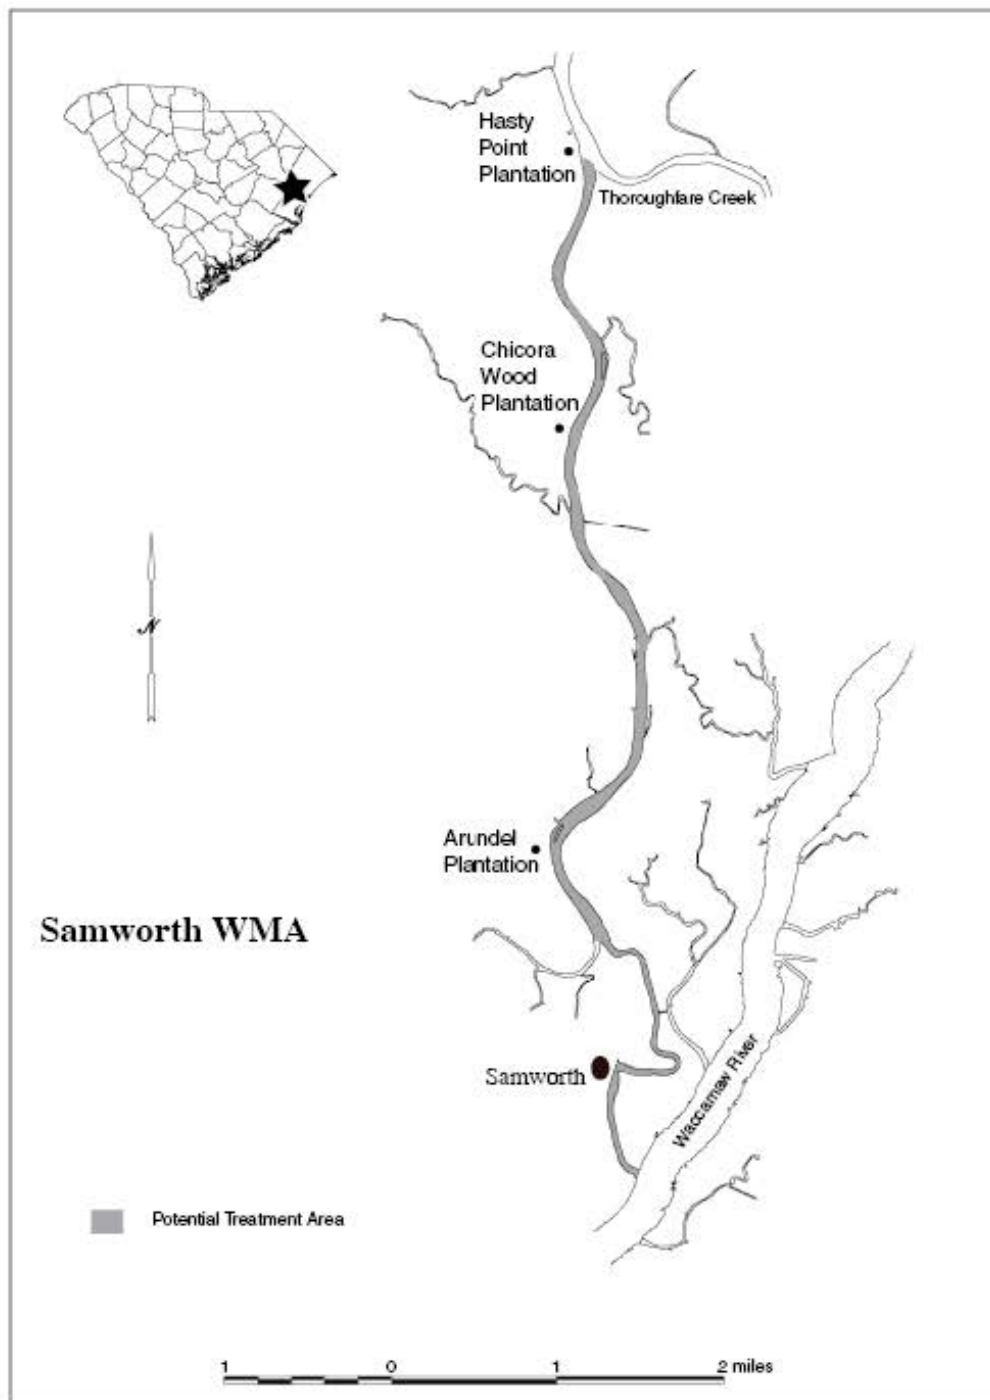 Hasty
Point
Plantation
Thoroughfare Creek
Chicora
Wood
Plantation
N
Arundel
Plantation
Samworth WMA
Samworth
Waccamaw River
Potential Treatment Area
1 0 1 2 miles